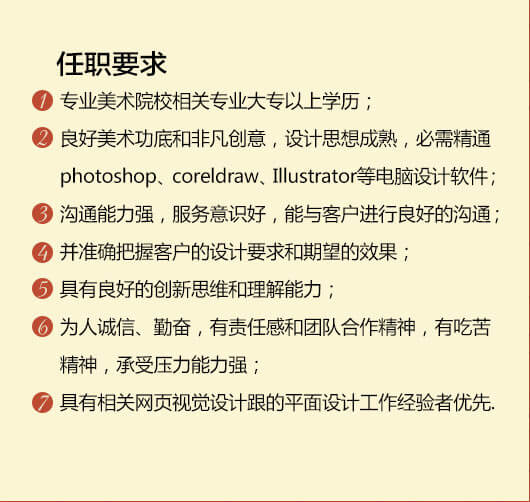 任职要求
1 专业美术院校相关专业大专以上学历；
2 良好美术功底和非凡创意，设计思想成熟，必需精通
photoshop、coreldraw、Illustrator等电脑设计软件；
3 沟通能力强，服务意识好，能与客户进行良好的沟通；
4 并准确把握客户的设计要求和期望的效果；
5 具有良好的创新思维和理解能力；
6 为人诚信、勤奋，有责任感和团队合作精神，有吃苦
精神，承受压力能力强；
7 具有相关网页视觉设计跟的平面设计工作经验者优先.